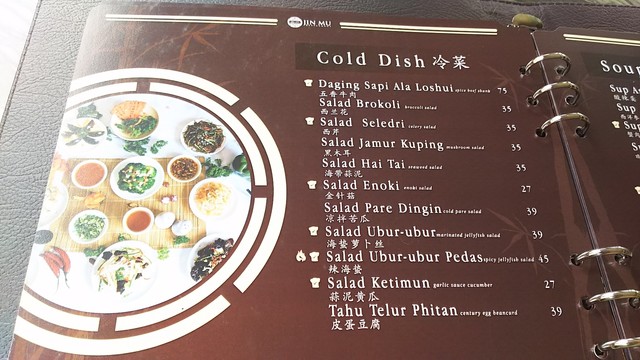 JIN MU
Cold Dish 冷菜
Daging Sapi Ala Loshui spice beef shank 75
五香牛肉
Salad Brokoli broccoli salad 35
西兰花
Salad Seledri celery salad 35
西芹
Salad Jamur Kuping mushroom salad 35
黑木耳
Salad Hai Tai seaweed salad 35
海带蒜泥
Salad Enoki enoki salad 27
金针菇
Salad Pare Dingin cold pare salad 39
凉拌苦瓜
Salad Ubur-ubur marinated jellyfish salad 39
海蜇萝卜丝
Salad Ubur-ubur Pedas spicy jellyfish salad 45
辣海蜇
Salad Ketimun garlic sauce cucumber 27
蒜泥黄瓜
Tahu Telur Phitan century egg beancurd 39
皮蛋豆腐
Soup
Sup
Sup
Sup